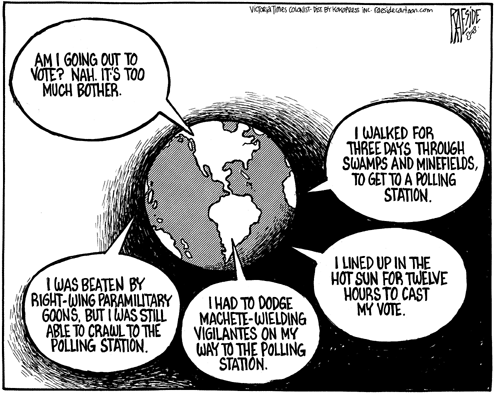 VICTORIA TIMES COLONIST-DIST BY KOKOPRESS INC. raesidecartoon.com
RAESIDE
AM I GOING OUT TO
VOTE? NAH. IT'S TOO
MUCH BOTHER.
I WALKED FOR
THREE DAYS THROUGH
SWAMPS AND MINEFIELDS,
TO GET TO A POLLING
STATION.
I LINED UP IN THE
HOT SUN FOR TWELVE
HOURS TO CAST
MY VOTE.
I HAD TO DODGE
MACHETE-WIELDING
VIGILANTES ON MY
WAY TO THE POLLING
STATION.
I WAS BEATEN BY
RIGHT-WING PARAMILITARY
GOONS, BUT I WAS STILL
ABLE TO CRAWL TO THE
POLLING STATION.